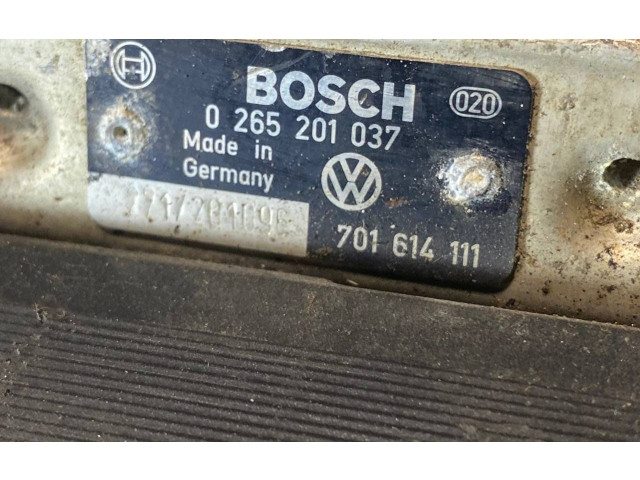 BOSCH
020
0 265 201 037
Made in
Germany
701 614 111